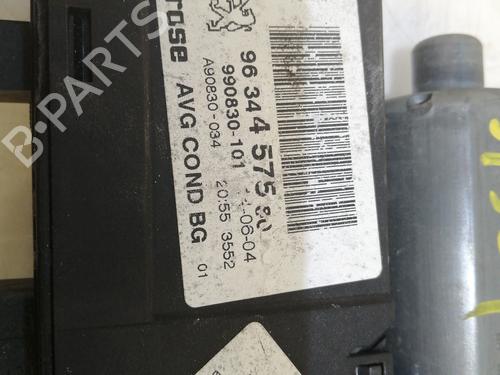 96 344 575 80
990830-101
-06-04
A90830-034
20:55 3552
rose AVG COND BG 01
B-PARTS